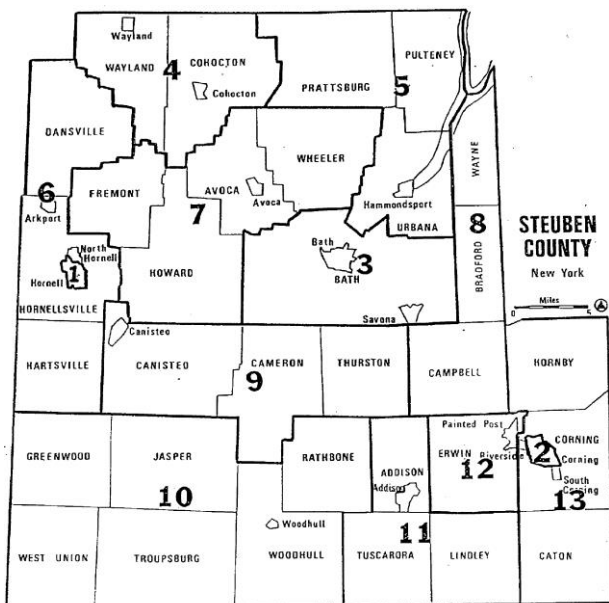 Wayland
WAYLAND
4
COHOCTON
Cohocton
PRATTSBURG
5
PULTENEY
DANSVILLE
WHEELER
WAYNE
FREMONT
AVOCA
Avoca
6
Arkport
7
Hammondsport
URBANA
8
BRADFORD
STEUBEN
COUNTY
New York
Miles
0 5
North
Hornell
1
Hornell
HORNELLSVILLE
HOWARD
Bath
3
BATH
Savona
Canisteo
HARTSVILLE
CANISTEO
CAMERON
9
THURSTON
CAMPBELL
HORNBY
GREENWOOD
JASPER
10
RATHBONE
ADDISON
Addison
Painted Post
ERWIN
Riverside
12
2
CORNING
Corning
South
Corning
13
WEST UNION
TROUPSBURG
Woodhull
WOODHULL
11
TUSCARORA
LINDLEY
CATON